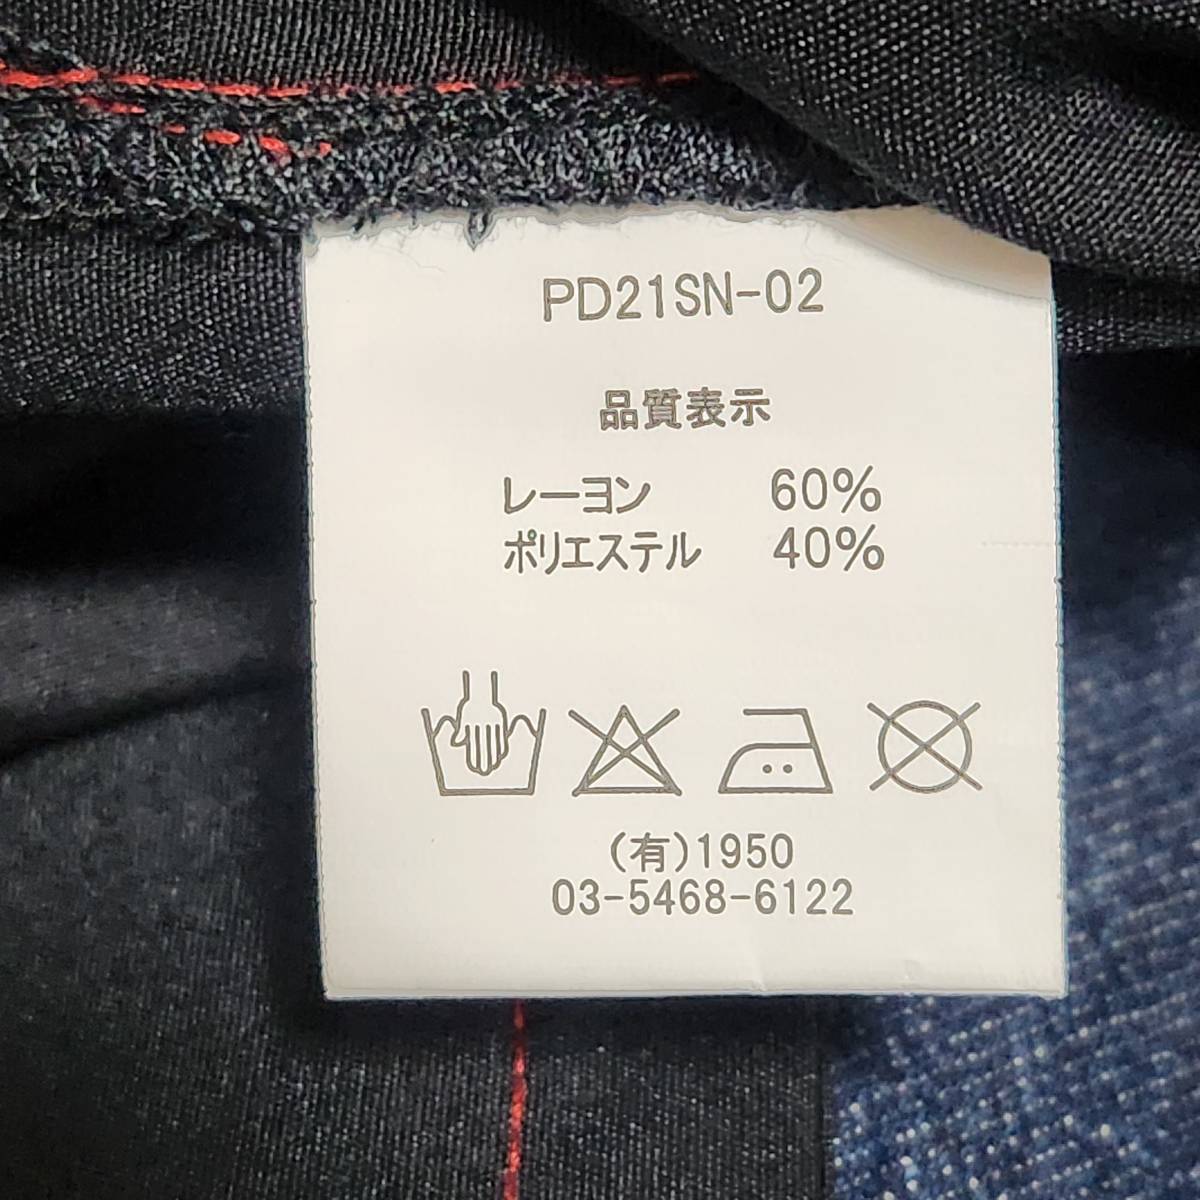 PD21SN-02
品質表示
レーヨン 60%
ポリエステル 40%
(有)1950
03-5468-6122